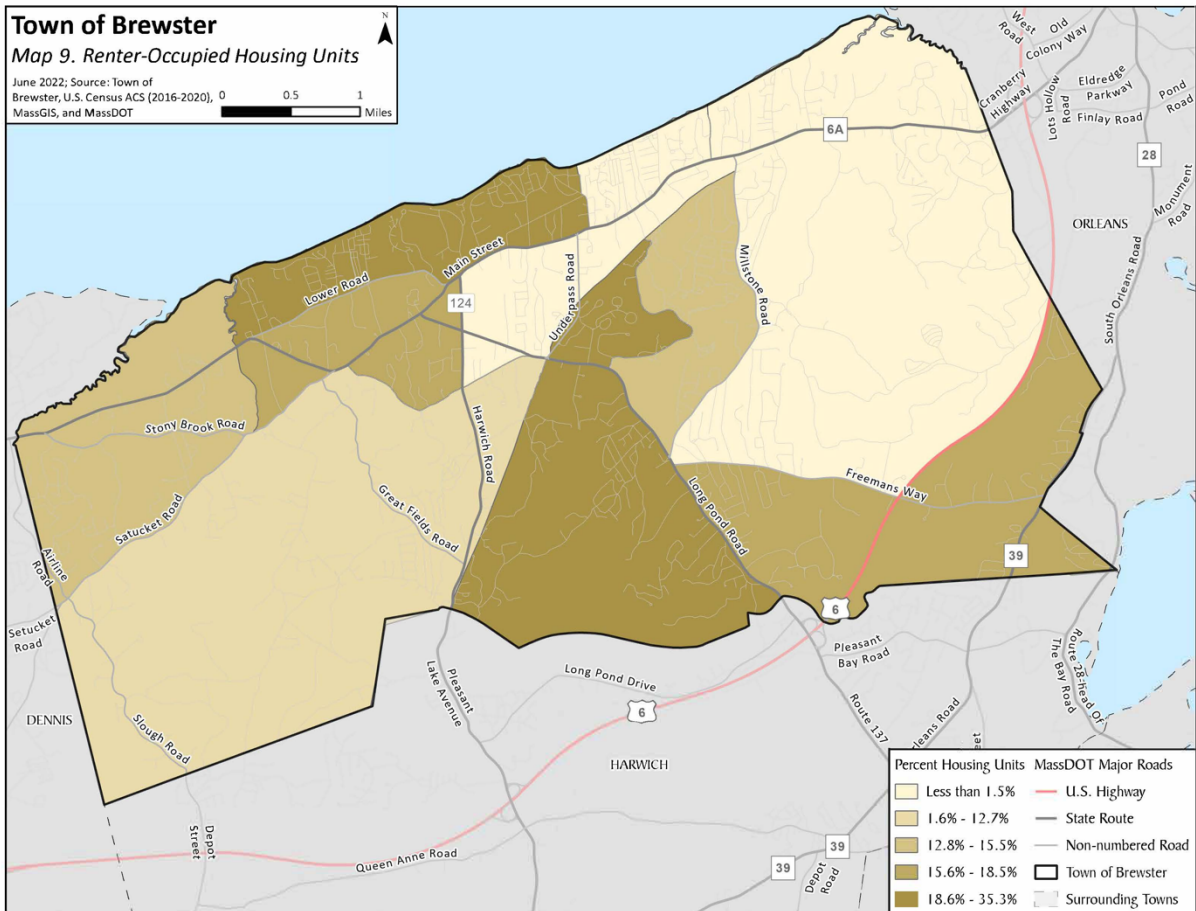 Town of Brewster
Map 9. Renter-Occupied Housing Units
June 2022; Source: Town of
Brewster, U.S. Census ACS (2016-2020),
MassGIS, and MassDOT
0 0.5 1
Miles
N
West
Road
Old
Colony Way
Cranberry
Highway
Lots Hollow
Road
Eldredge
Parkway
Pond
Road
Finlay Road
28
Monument
Road
ORLEANS
South Orleans Road
6A
Main Street
Lower Road
124
Underpass Road
Millstone
Road
Stony Brook Road
Satucket Road
Harwich Road
Great Fields Road
Long Pond Road
Freemans Way
Airline
Road
Setucket
Road
39
6
Pleasant
Bay Road
Route 28-Head Of
The Bay Road
Pleasant
Lake Avenue
Long Pond Drive
6
Route 137
rleans Road
eet
DENNIS
Slough Road
HARWICH
Depot
Street
Queen Anne Road
39
39
Depot
Road
Percent Housing Units
Less than 1.5%
1.6% - 12.7%
12.8% - 15.5%
15.6% - 18.5%
18.6% - 35.3%
MassDOT Major Roads
U.S. Highway
State Route
Non-numbered Road
Town of Brewster
Surrounding Towns